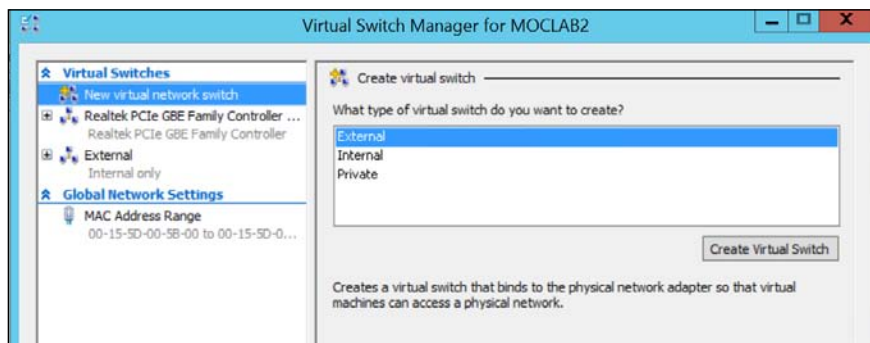 Virtual Switch Manager for MOCLAB2
Virtual Switches
New virtual network switch
Realtek PCIe GBE Family Controller ...
Realtek PCIe GBE Family Controller
External
Internal only
Global Network Settings
MAC Address Range
00-15-5D-00-5B-00 to 00-15-5D-0...
Create virtual switch
What type of virtual switch do you want to create?
External
Internal
Private
Create Virtual Switch
Creates a virtual switch that binds to the physical network adapter so that virtual
machines can access a physical network.